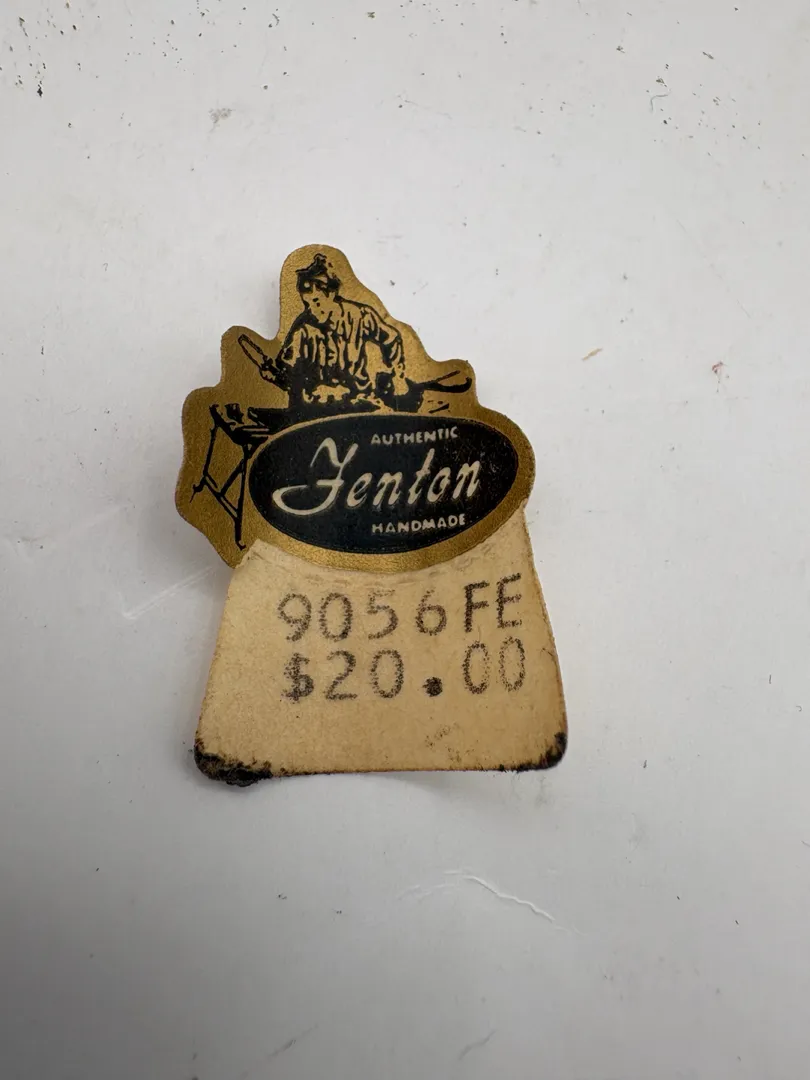 AUTHENTIC
Fenton
HANDMADE
9056FE
$20.00